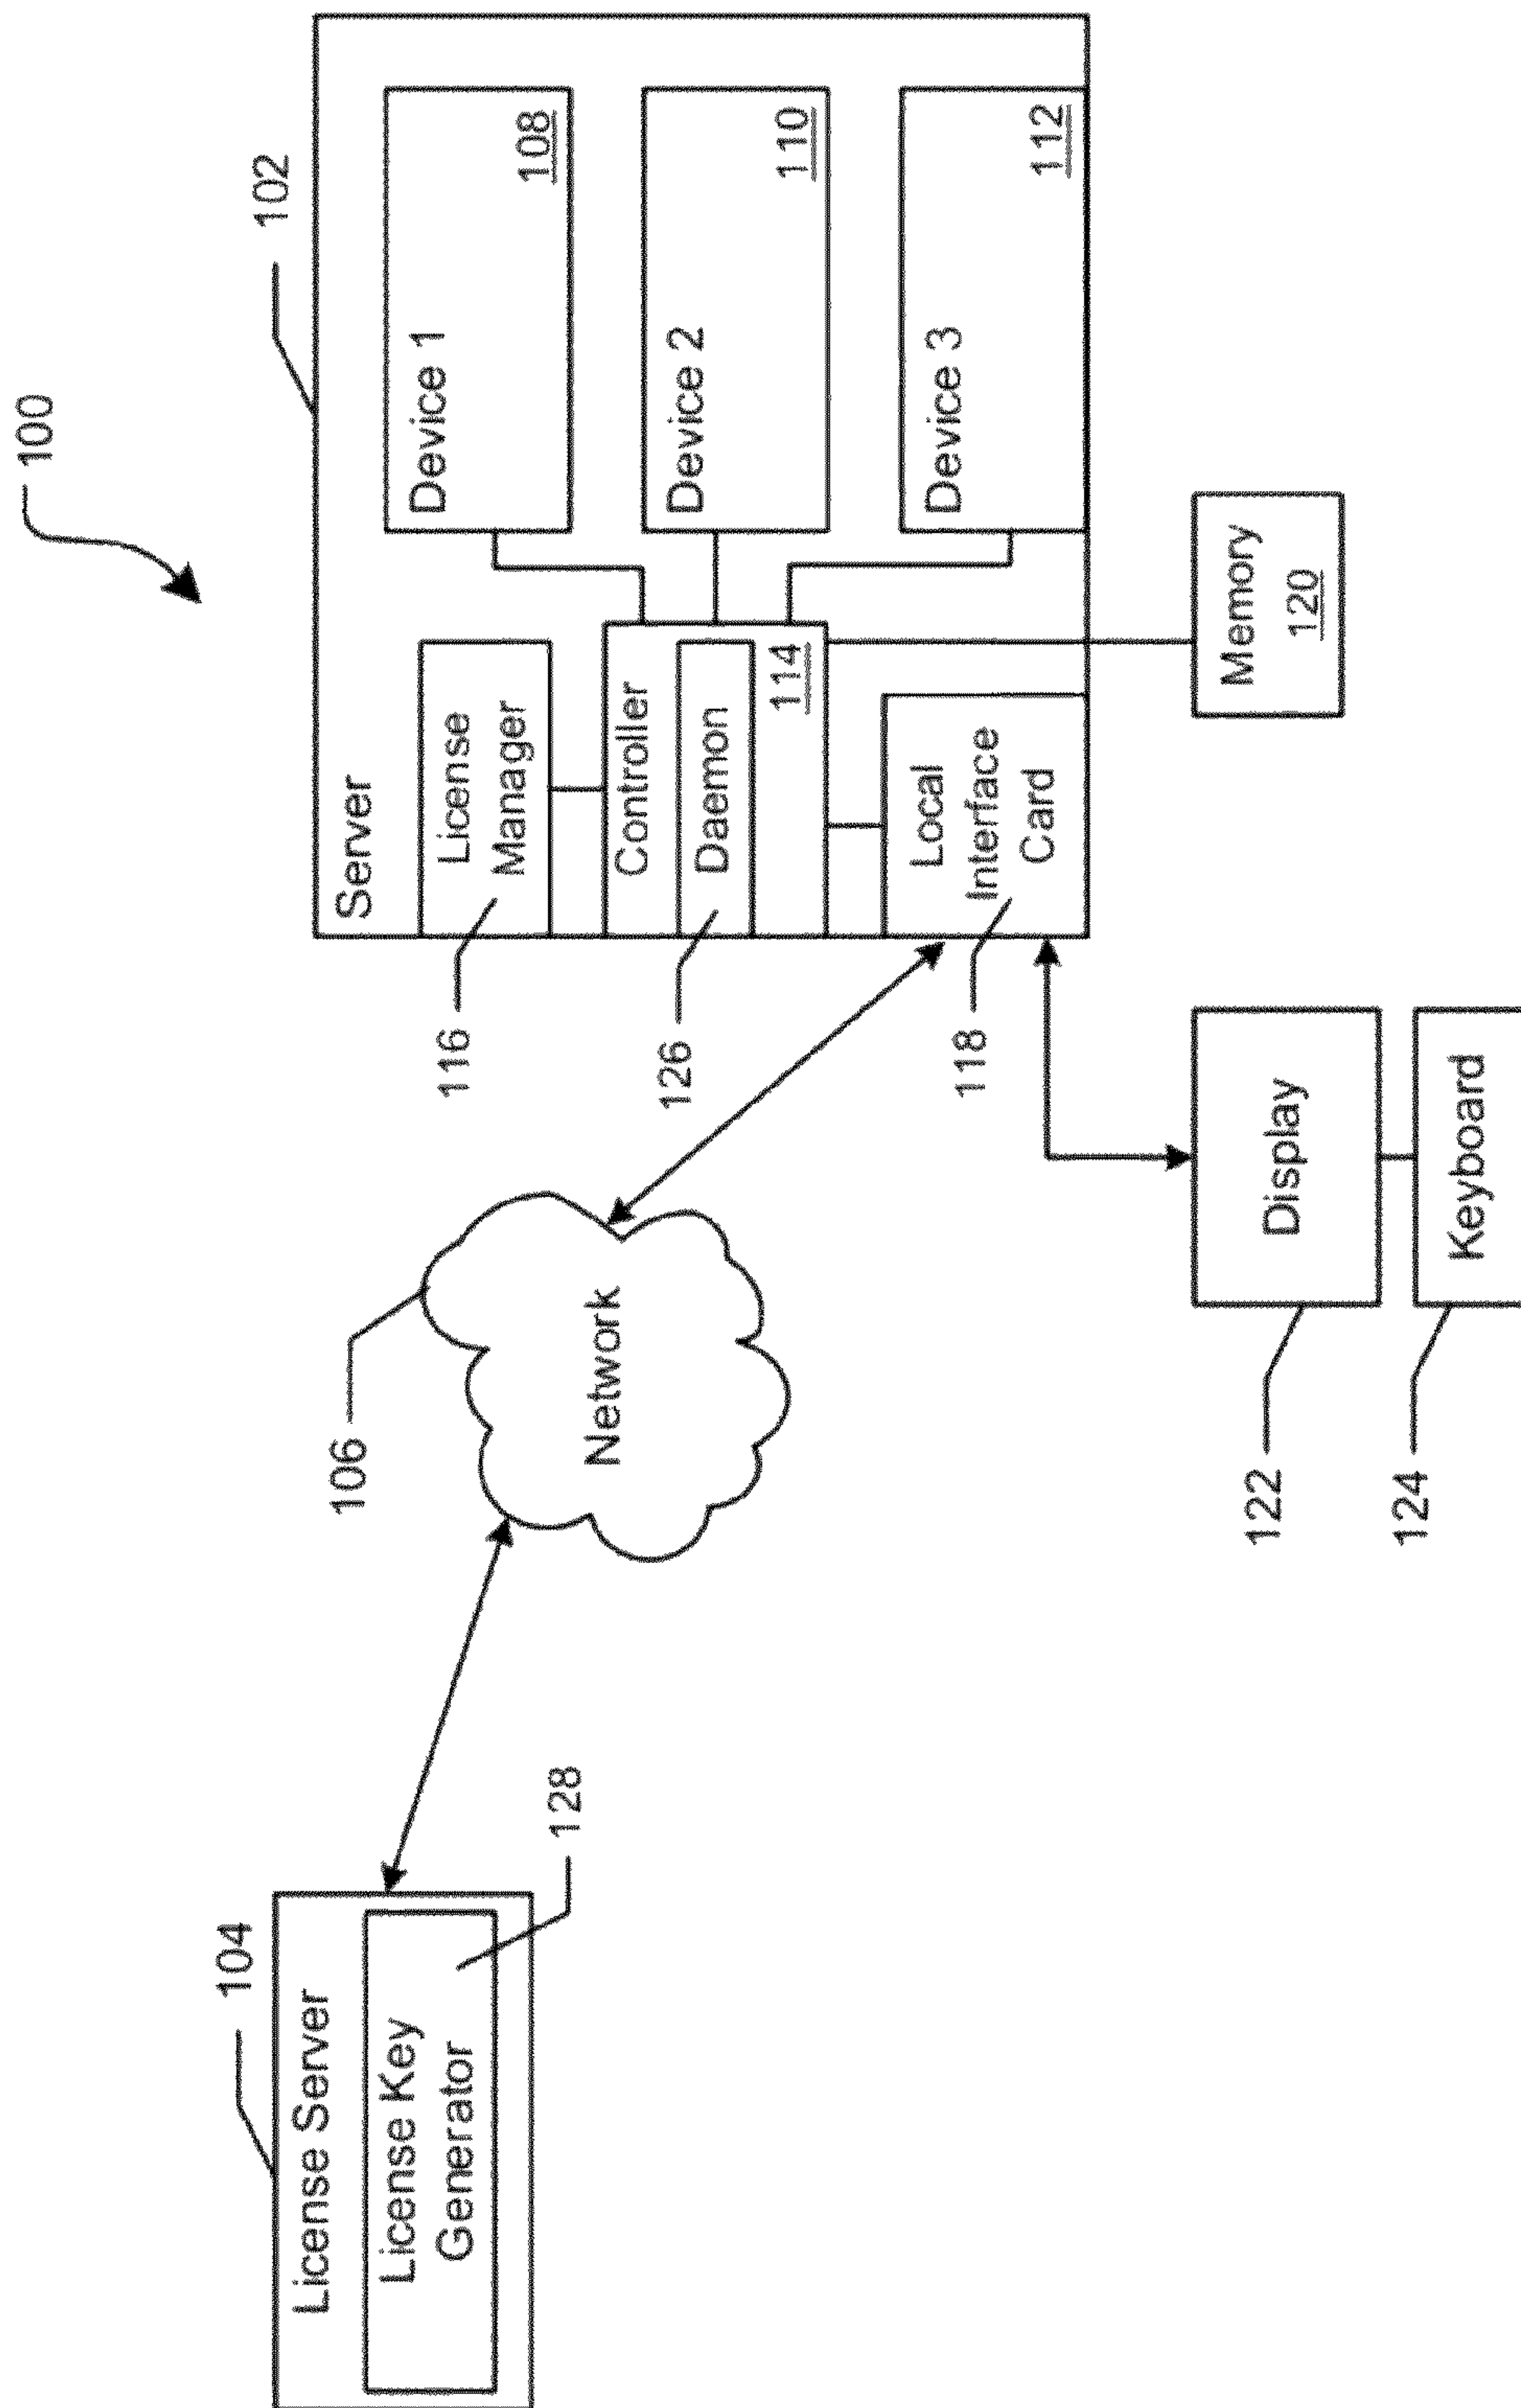 100
102
Server
License
Manager
116
Controller
Daemon
126
114
Local
Interface
Card
118
Device 1
108
Device 2
110
Device 3
112
Memory
120
106
Network
104
License Server
License Key
Generator
128
Display
122
Keyboard
124